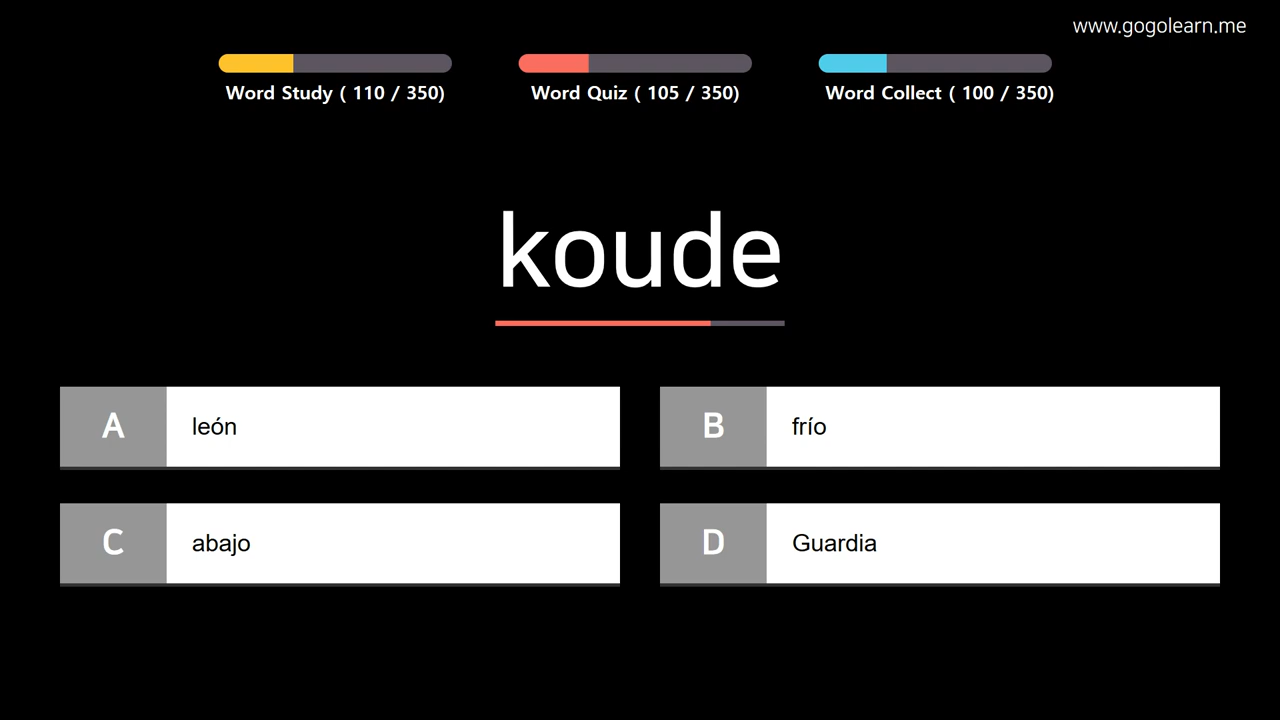 www.gogolearn.me
Word Study ( 110 / 350)
Word Quiz ( 105 / 350)
Word Collect ( 100 / 350)
koude
A león
B frío
C abajo
D Guardia